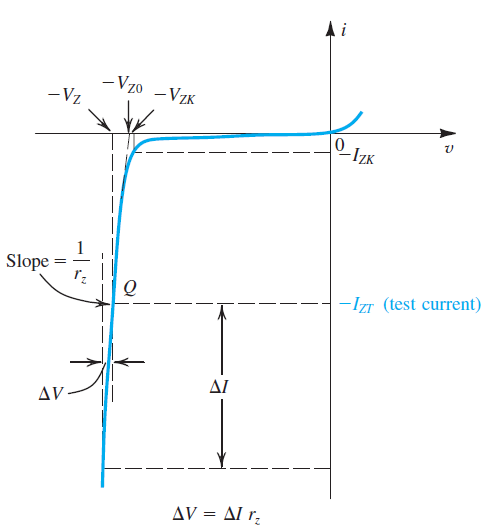 i
−V_Z0
−V_Z
−V_ZK
0
−I_ZK
v
Slope = 1/r_z
Q
−I_ZT (test current)
ΔV
ΔI
ΔV = ΔI r_z